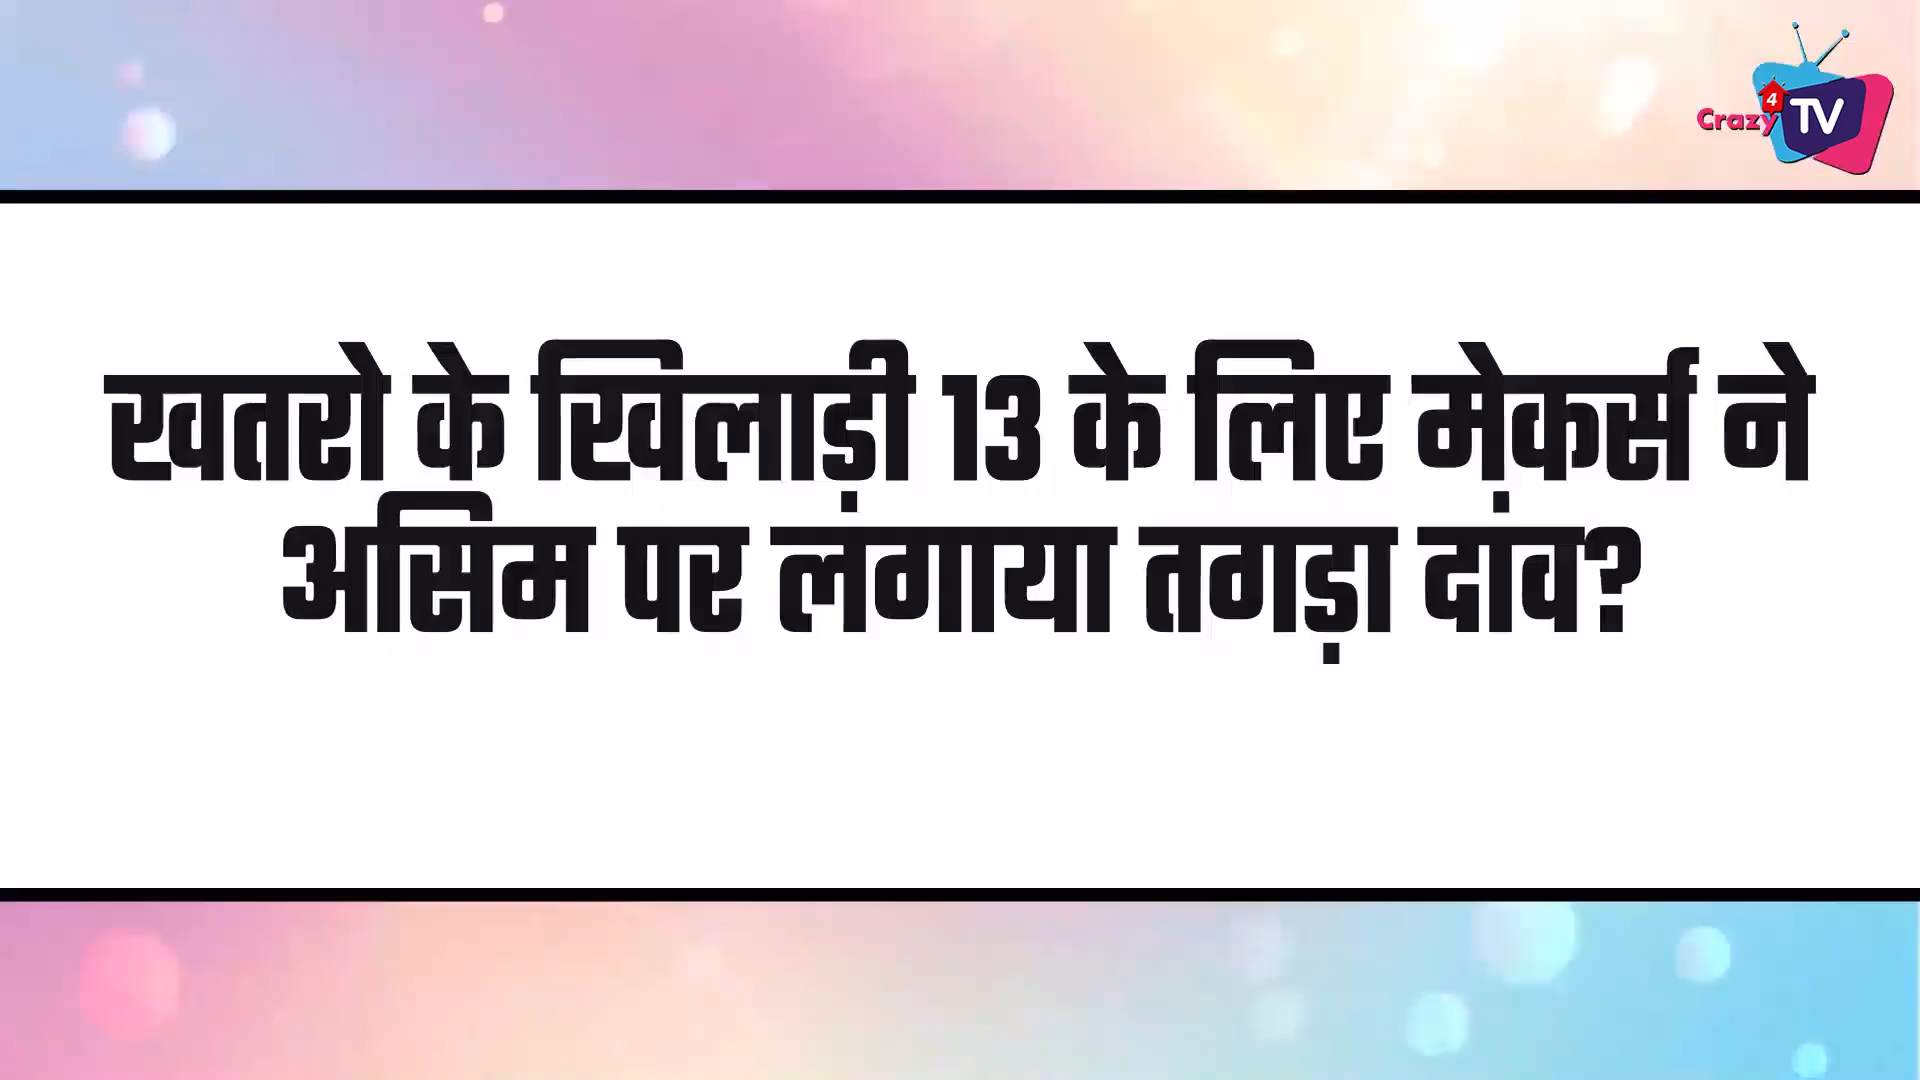 Crazy 4 TV
खतरो के खिलाड़ी 13 के लिए मे़कर्स ने
असिम पर लगाया तगड़ा दांव?